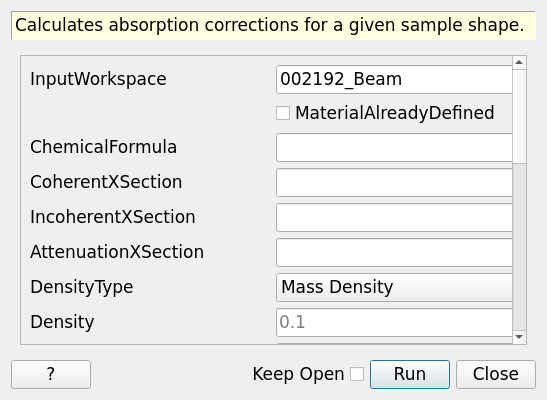 Calculates absorption corrections for a given sample shape.
InputWorkspace 002192_Beam
MaterialAlreadyDefined
ChemicalFormula
CoherentXSection
IncoherentXSection
AttenuationXSection
DensityType Mass Density
Density 0.1
? Keep Open Run Close